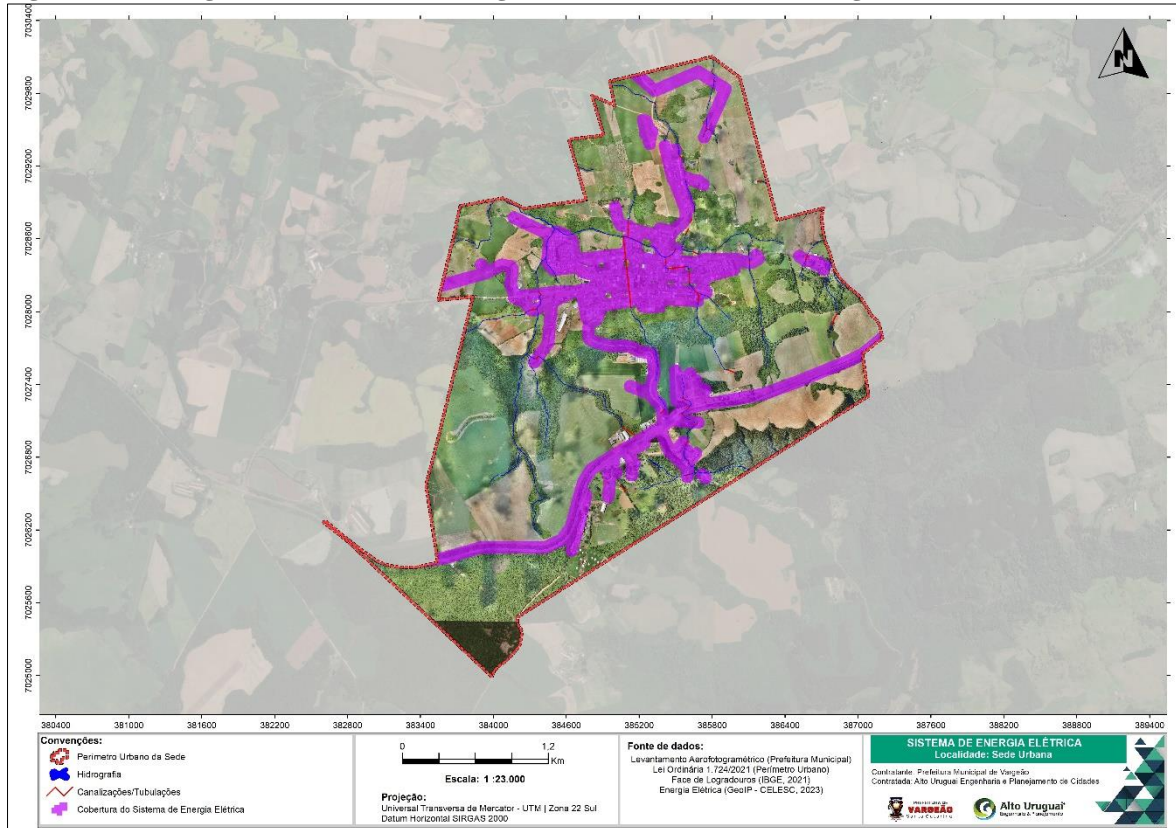 N
7030400
7029800
7029200
7028600
7028000
7027400
7026800
7026200
7025600
7025000
380400 381000 381600 382200 382800 383400 384000 384600 385200 385800 386400 387000 387600 388200 388800 389400
Convenções:
Perimetro Urbano da Sede
Hidrografia
Canalizações/Tubulações
Cobertura do Sistema de Energia Elétrica
0 1,2
Km
Escala: 1 :23.000
Projeção:
Universal Transversa de Mercator - UTM | Zona 22 Sul
Datum Horizontal SIRGAS 2000
Fonte de dados:
Levantamento Aerofotogramétrico (Prefeitura Municipal)
Lei Ordinária 1.724/2021 (Perímetro Urbano)
Face de Logradouros (IBGE, 2021)
Energia Elétrica (GeoIP - CELESC, 2023)
SISTEMA DE ENERGIA ELÉTRICA
Localidade: Sede Urbana
Contratante: Prefeitura Municipal de Vargeão
Contratada: Alto Uruguai Engenharia e Planejamento de Cidades
VARGEÃO
Santa Catarina
Alto Uruguai
Engenharia & Planejamento